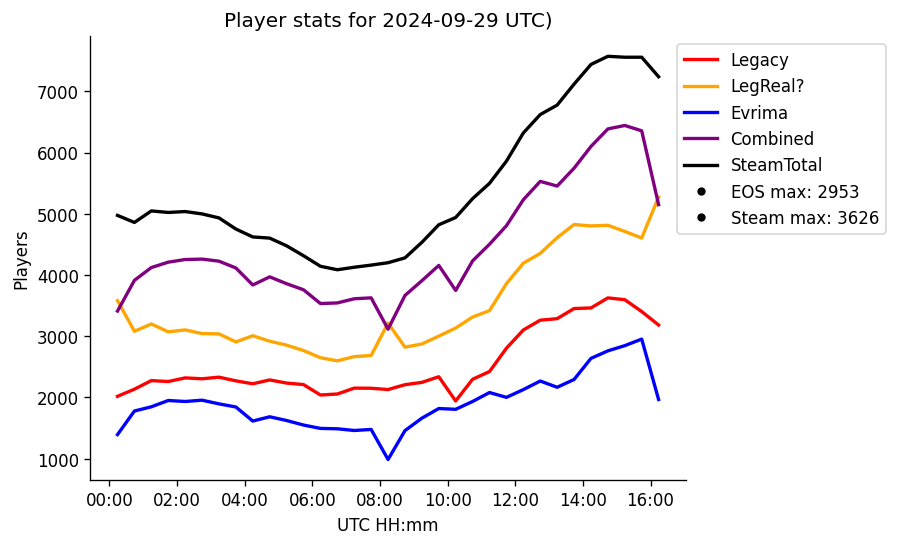 Player stats for 2024-09-29 UTC)
Legacy
LegReal?
Evrima
Combined
SteamTotal
EOS max: 2953
Steam max: 3626
Players
7000
6000
5000
4000
3000
2000
1000
00:00 02:00 04:00 06:00 08:00 10:00 12:00 14:00 16:00
UTC HH:mm